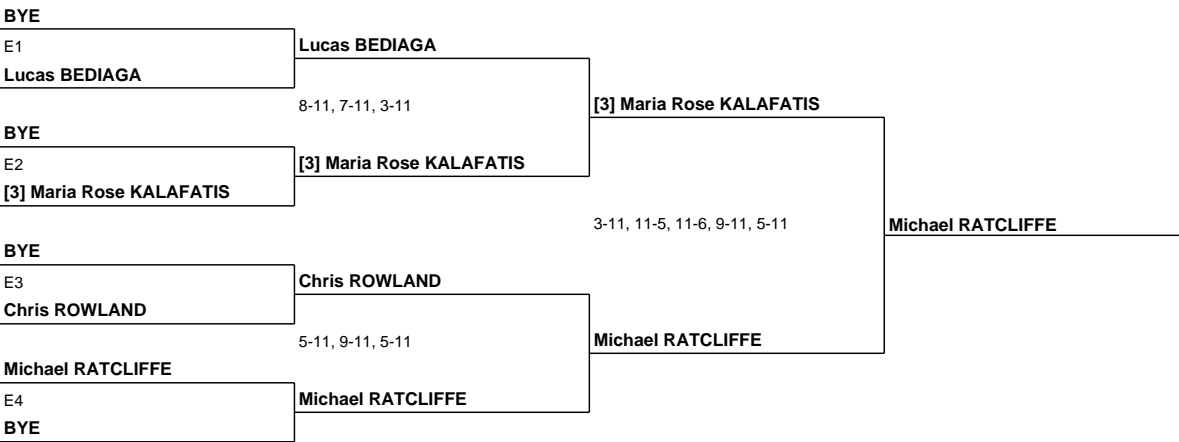 BYE
E1
Lucas BEDIAGA
Lucas BEDIAGA
8-11, 7-11, 3-11
[3] Maria Rose KALAFATIS
BYE
E2
[3] Maria Rose KALAFATIS
[3] Maria Rose KALAFATIS
3-11, 11-5, 11-6, 9-11, 5-11
Michael RATCLIFFE
BYE
E3
Chris ROWLAND
Chris ROWLAND
5-11, 9-11, 5-11
Michael RATCLIFFE
Michael RATCLIFFE
E4
Michael RATCLIFFE
BYE